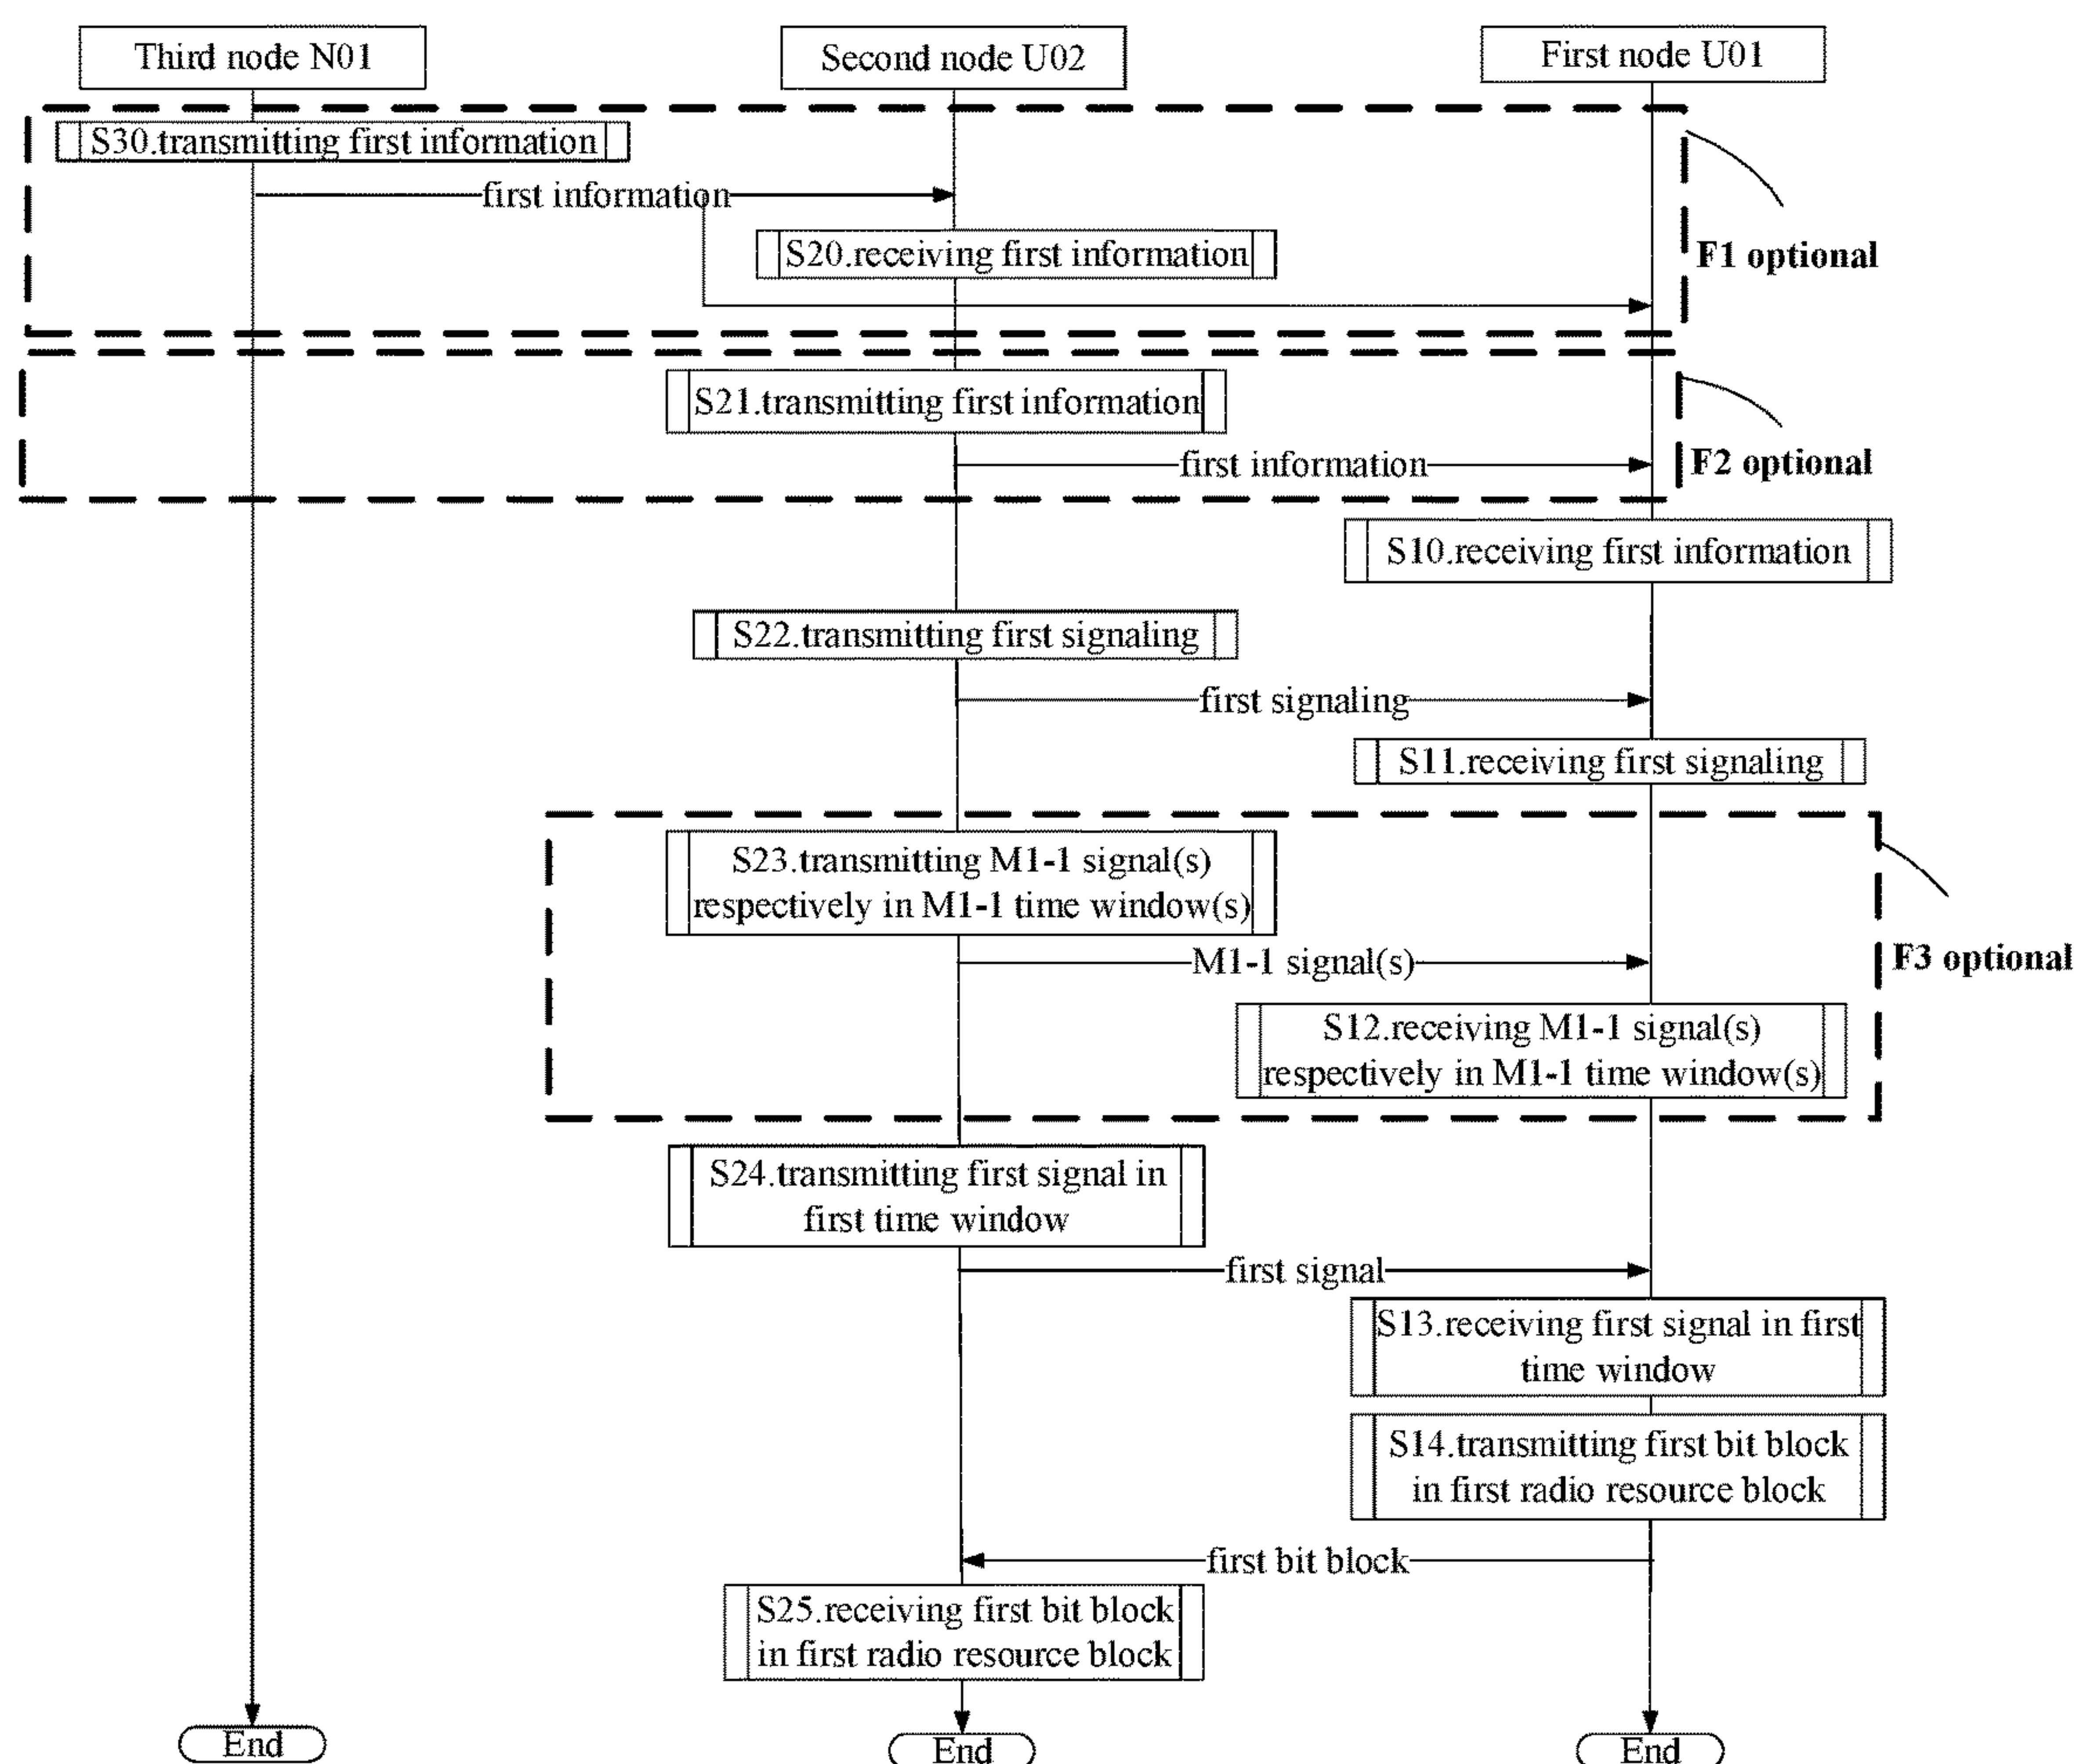 Third node N01
Second node U02
First node U01
S30.transmitting first information
first information
S20.receiving first information
F1 optional
S21.transmitting first information
first information
F2 optional
S10.receiving first information
S22.transmitting first signaling
first signaling
S11.receiving first signaling
S23.transmitting M1-1 signal(s)
respectively in M1-1 time window(s)
M1-1 signal(s)
F3 optional
S12.receiving M1-1 signal(s)
respectively in M1-1 time window(s)
S24.transmitting first signal in
first time window
first signal
S13.receiving first signal in first
time window
S14.transmitting first bit block
in first radio resource block
first bit block
S25.receiving first bit block
in first radio resource block
End
End
End